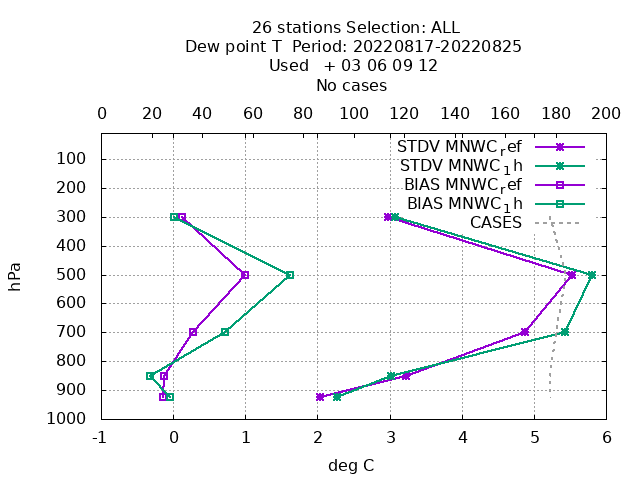 26 stations Selection: ALL
Dew point T  Period: 20220817-20220825
Used   + 03 06 09 12
No cases
0 20 40 60 80 100 120 140 160 180 200
STDV MNWC_ref
STDV MNWC_1h
BIAS MNWC_ref
BIAS MNWC_1h
CASES
100
200
300
400
500
600
700
800
900
1000
hPa
-1 0 1 2 3 4 5 6
deg C